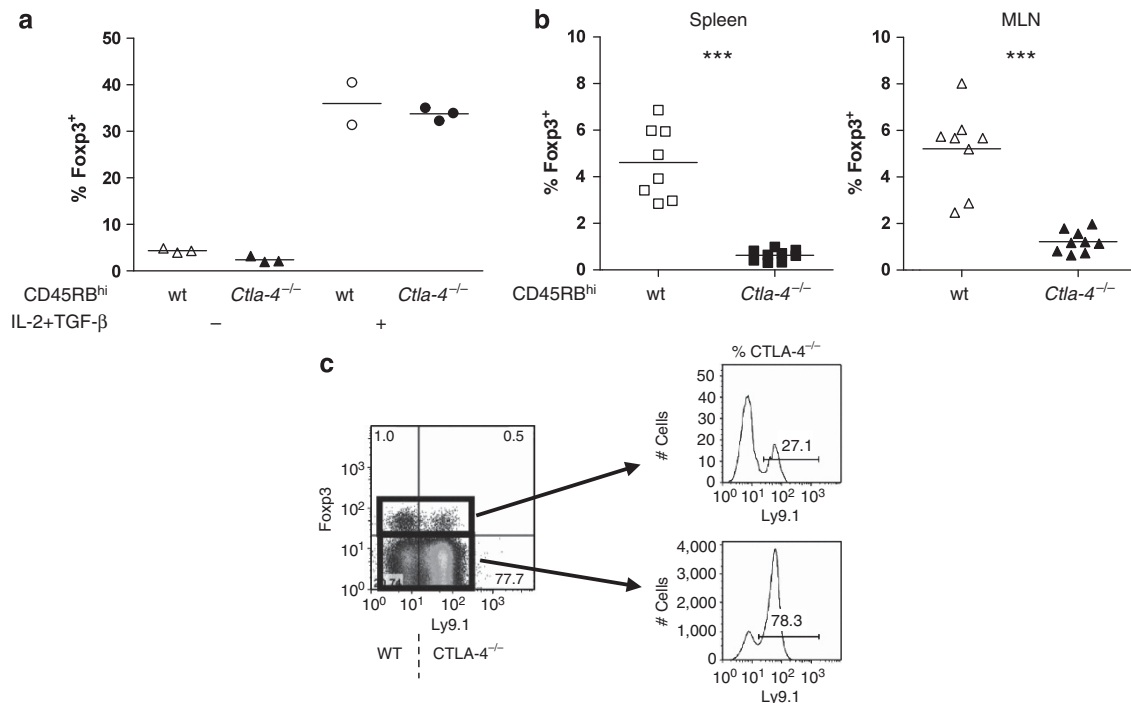 a
% Foxp3⁺
50
40
30
20
10
0
CD45RBʰⁱ wt Ctla-4⁻/⁻ wt Ctla-4⁻/⁻
IL-2+TGF-β – +
b
Spleen
% Foxp3⁺
10
8
6
4
2
0
***
CD45RBʰⁱ wt Ctla-4⁻/⁻
MLN
% Foxp3⁺
10
8
6
4
2
0
***
wt Ctla-4⁻/⁻
c
Foxp3
10³
10²
10¹
10⁰
1.0 0.5
77.7
10⁰ 10¹ 10² 10³
Ly9.1
WT CTLA-4⁻/⁻
% CTLA-4⁻/⁻
# Cells
50
40
30
20
10
0
27.1
10⁰ 10¹ 10² 10³
Ly9.1
# Cells
4,000
3,000
2,000
1,000
0
78.3
10⁰ 10¹ 10² 10³
Ly9.1